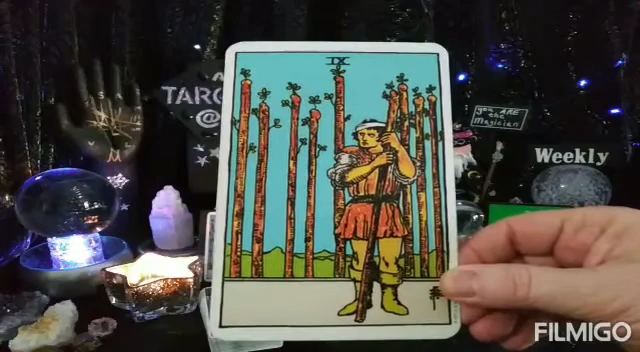 IX
TARO
@
you ARE
the
Magician
Weekly
FILMIGO